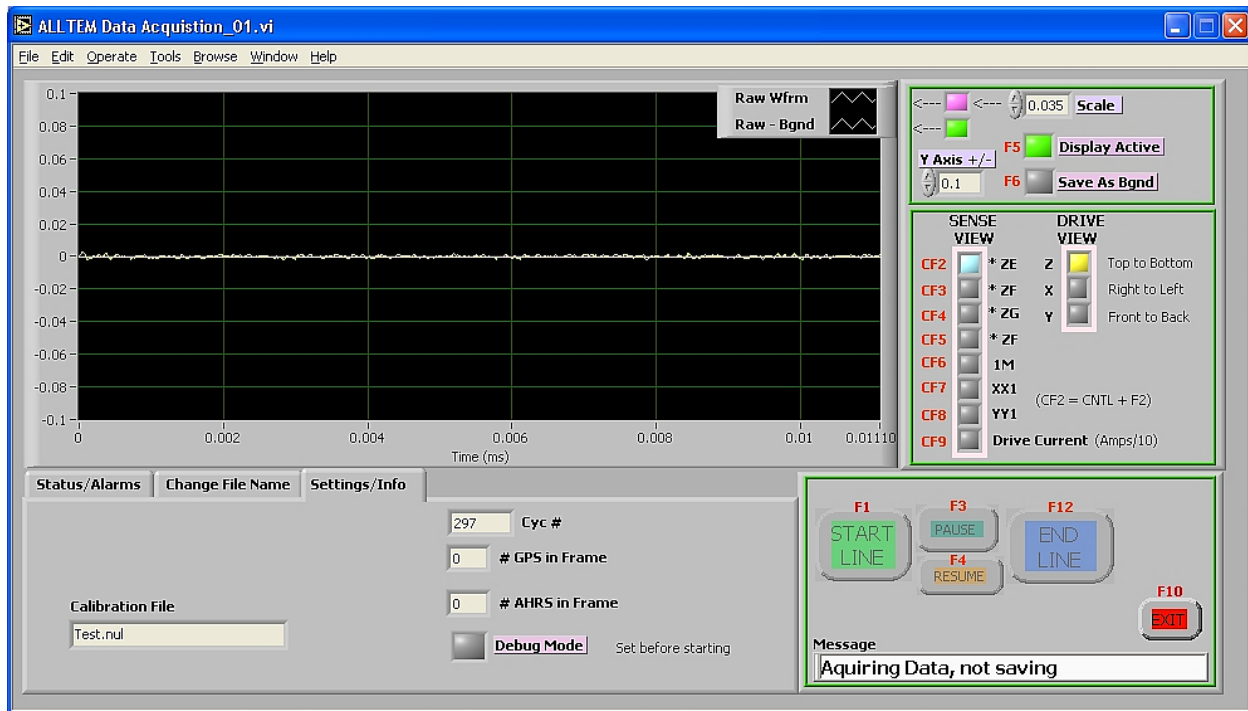 ALLTEM Data Acquistion_01.vi
File Edit Operate Tools Browse Window Help
0.1
0.08
0.06
0.04
0.02
0
-0.02
-0.04
-0.06
-0.08
-0.1
0 0.002 0.004 0.006 0.008 0.01 0.01110
Time (ms)
Raw Wfrm
Raw - Bgnd
<--- <--- 0.035 Scale
<---
Y Axis +/-
0.1
F5 Display Active
F6 Save As Bgnd
SENSE VIEW
DRIVE VIEW
CF2 * ZE
CF3 * ZF
CF4 * ZG
CF5 * ZF
CF6 1M
CF7 XX1
CF8 YY1
CF9 Drive Current (Amps/10)
Z Top to Bottom
X Right to Left
Y Front to Back
(CF2 = CNTL + F2)
Status/Alarms Change File Name Settings/Info
297 Cyc #
0 # GPS in Frame
0 # AHRS in Frame
Debug Mode Set before starting
Calibration File
Test.nul
F1
START LINE
F3
PAUSE
F4
RESUME
F12
END LINE
F10
EXIT
Message
Aquiring Data, not saving